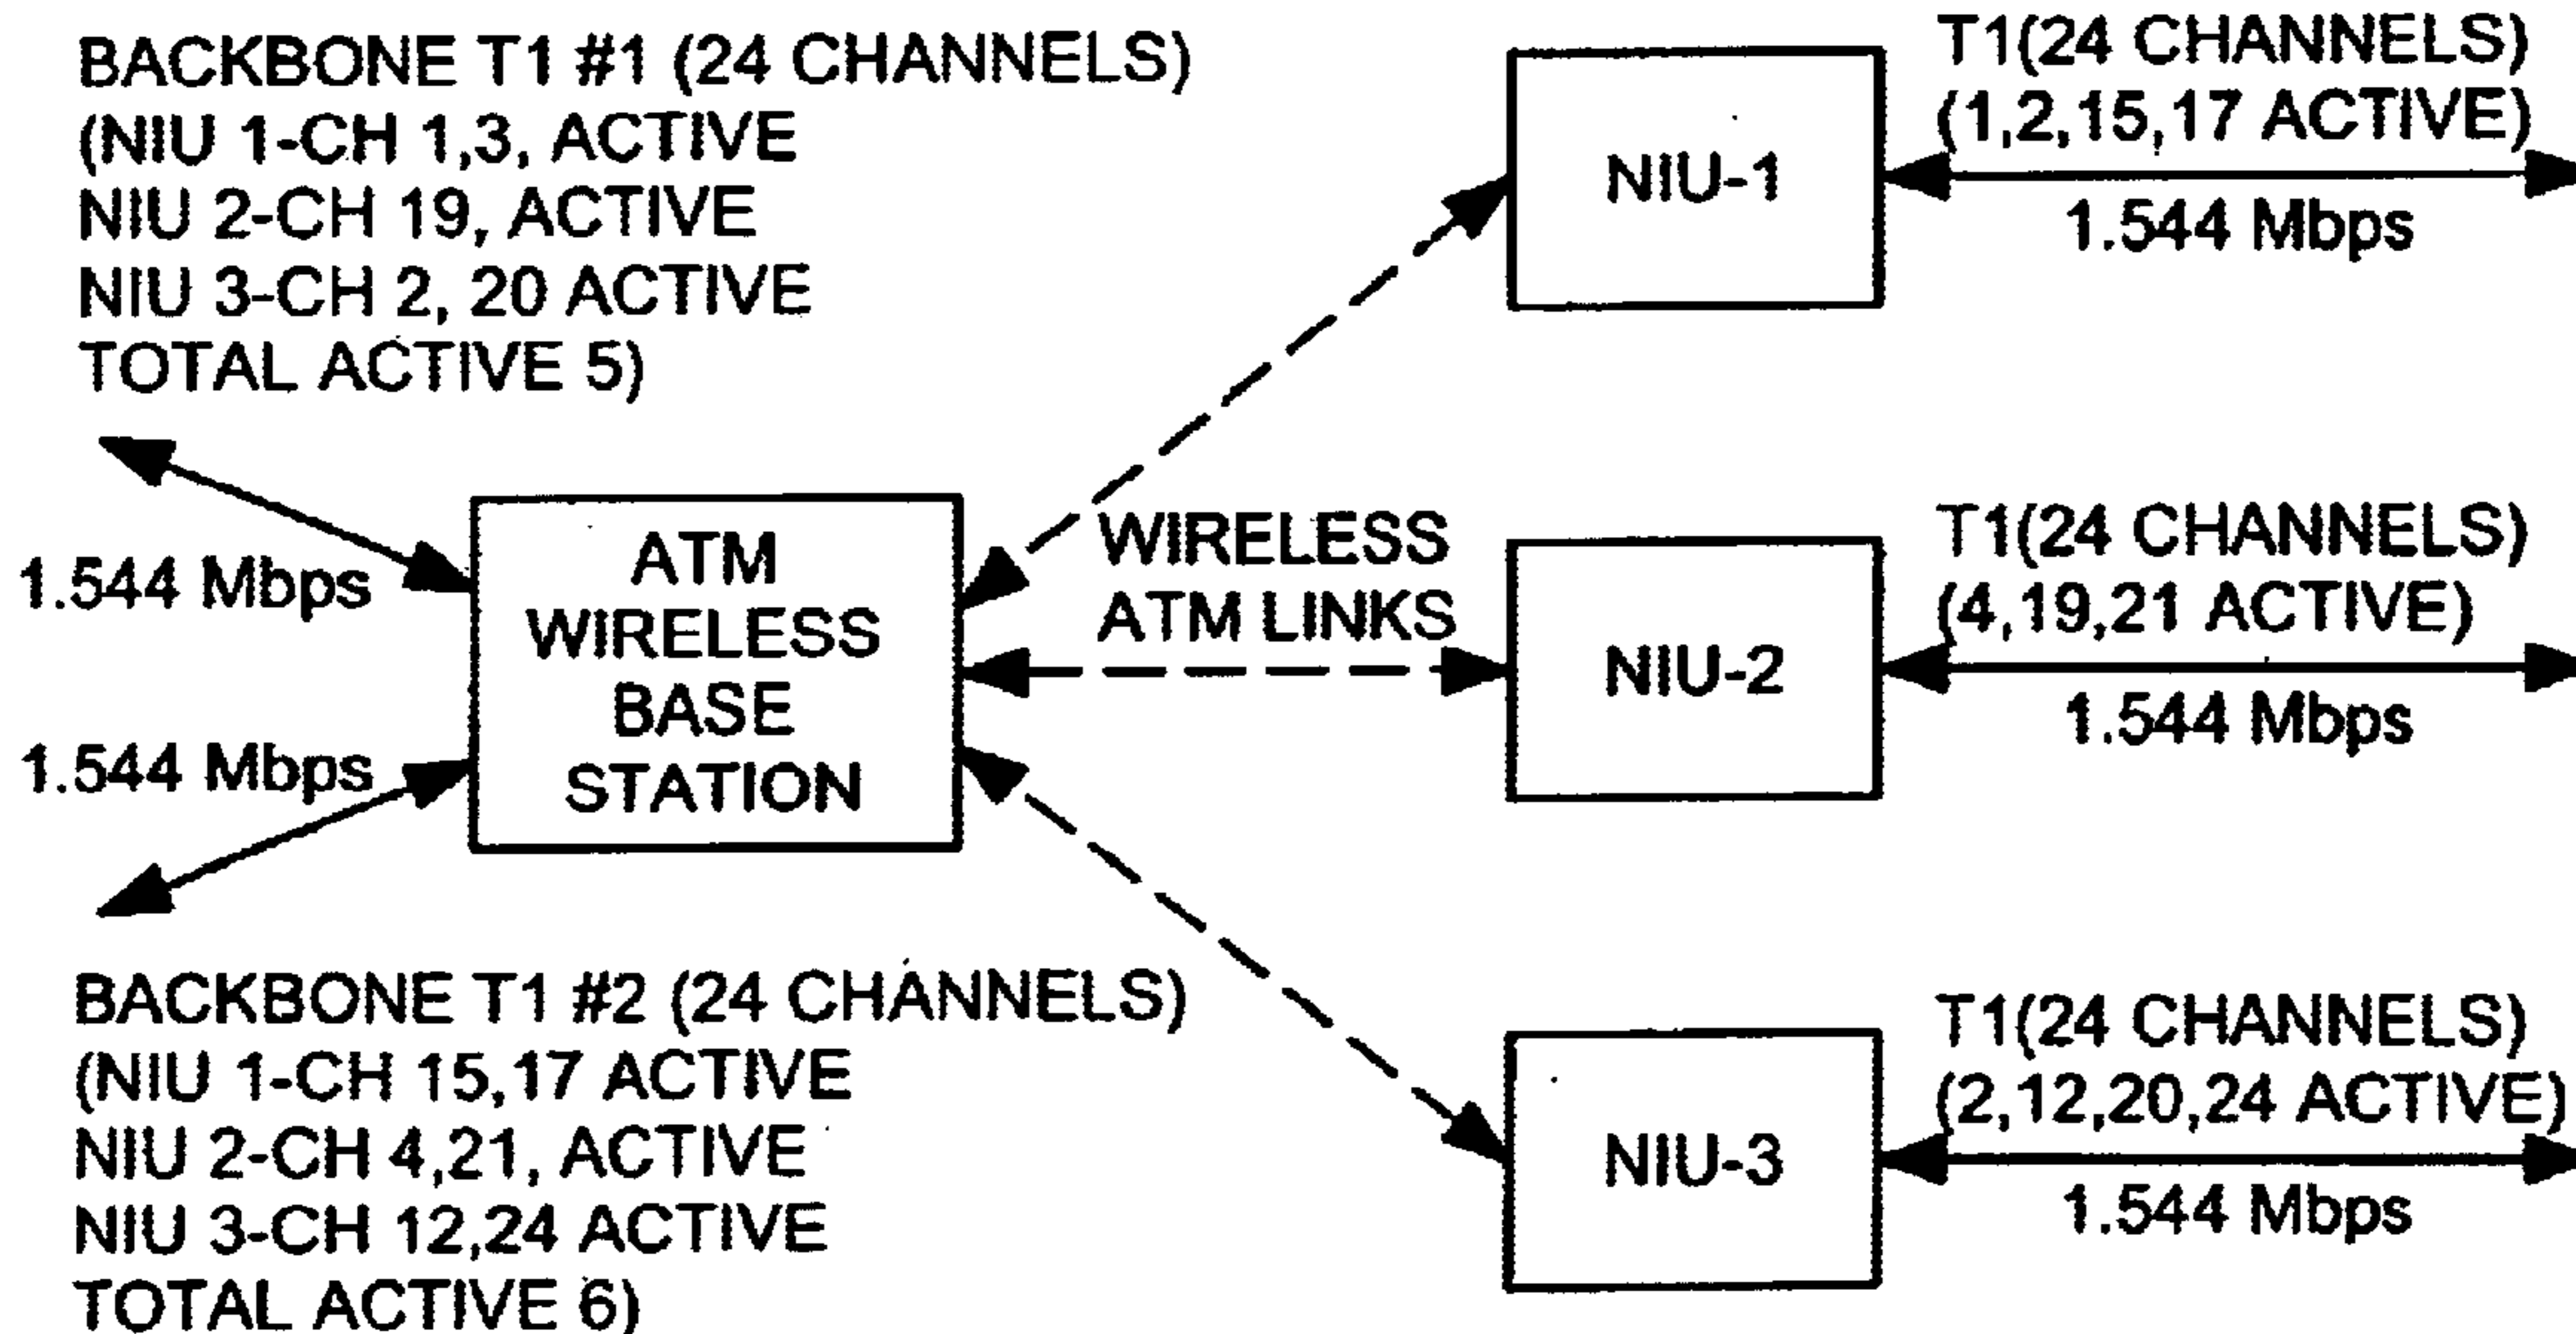 BACKBONE T1 #1 (24 CHANNELS)
(NIU 1-CH 1,3, ACTIVE
NIU 2-CH 19, ACTIVE
NIU 3-CH 2, 20 ACTIVE
TOTAL ACTIVE 5)
1.544 Mbps
1.544 Mbps
BACKBONE T1 #2 (24 CHANNELS)
(NIU 1-CH 15,17 ACTIVE
NIU 2-CH 4,21, ACTIVE
NIU 3-CH 12,24 ACTIVE
TOTAL ACTIVE 6)
ATM
WIRELESS
BASE
STATION
WIRELESS
ATM LINKS
NIU-1
T1(24 CHANNELS)
(1,2,15,17 ACTIVE)
1.544 Mbps
NIU-2
T1(24 CHANNELS)
(4,19,21 ACTIVE)
1.544 Mbps
NIU-3
T1(24 CHANNELS)
(2,12,20,24 ACTIVE)
1.544 Mbps